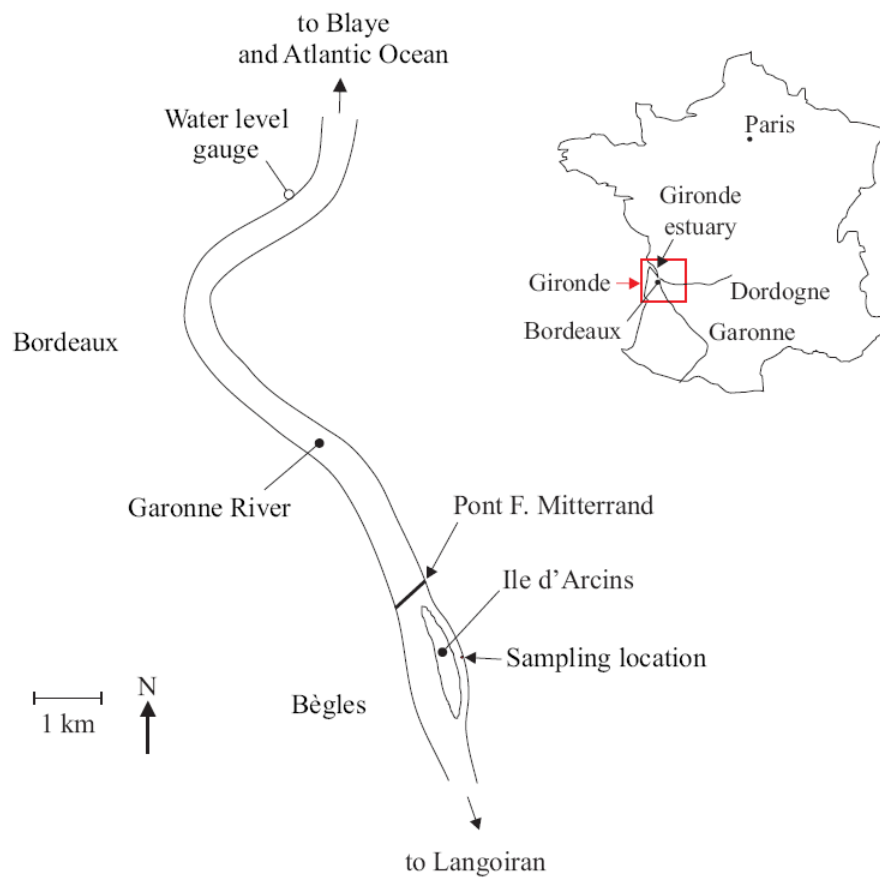 to Blaye
and Atlantic Ocean
Water level
gauge
Paris
Gironde
estuary
Gironde
Dordogne
Bordeaux
Garonne
Bordeaux
Garonne River
Pont F. Mitterrand
Ile d'Arcins
Sampling location
Bègles
N
1 km
to Langoiran